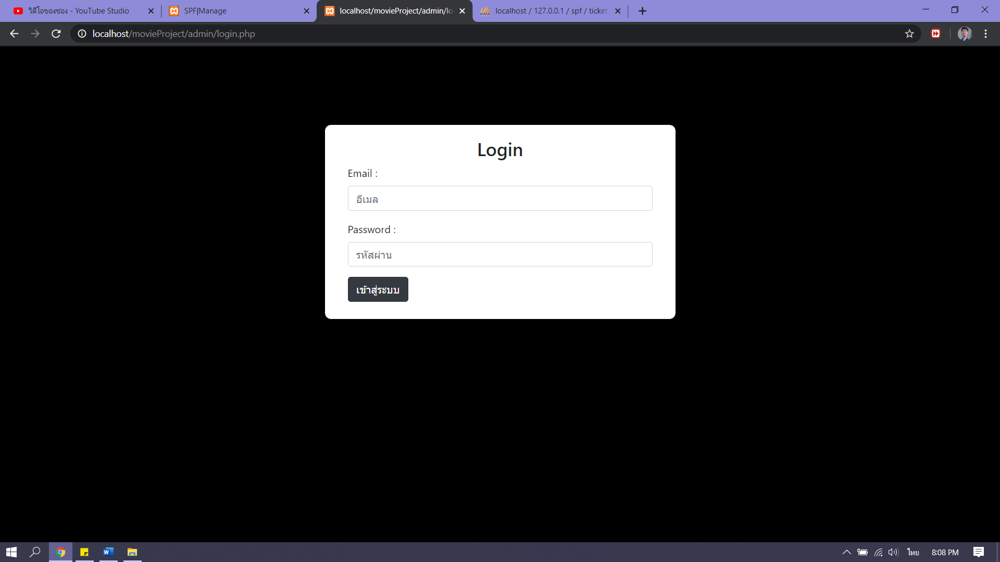 วิดีโอของช่อง - YouTube Studio
SPF|Manage
localhost/movieProject/admin/lo
localhost / 127.0.0.1 / spf / ticket
localhost/movieProject/admin/login.php
Login
Email :
อีเมล
Password :
รหัสผ่าน
เข้าสู่ระบบ
ไทย
8:08 PM